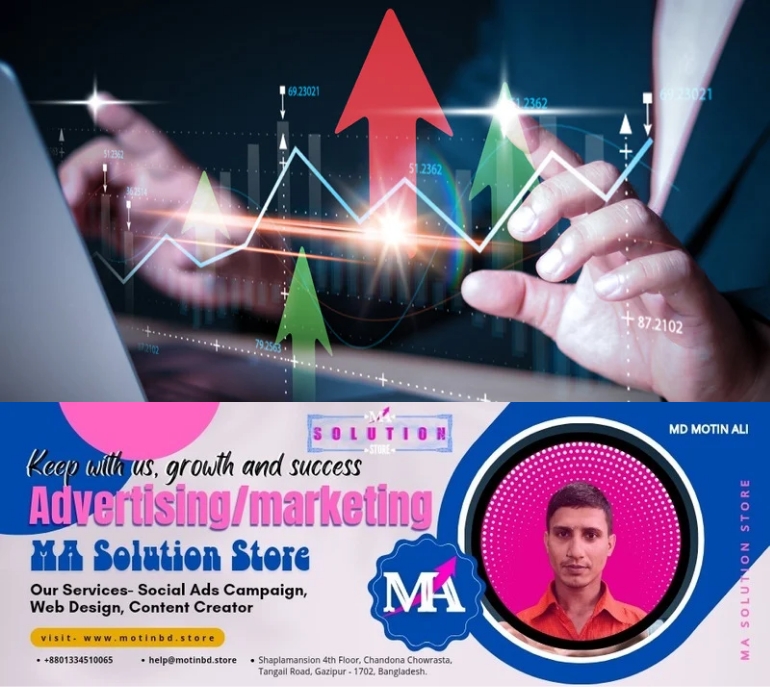 69.23021
51.2362
69.23021
51.2362
51.2362
87.2102
79.2563
MA
SOLUTION
STORE
MD MOTIN ALI
Keep with us, growth and success
Advertising/marketing
MA Solution Store
Our Services- Social Ads Campaign,
Web Design, Content Creator
MA
visit- www.motinbd.store
• +8801334510065 • help@motinbd.store • Shaplamansion 4th Floor, Chandona Chowrasta,
Tangail Road, Gazipur - 1702, Bangladesh.
MA SOLUTION STORE